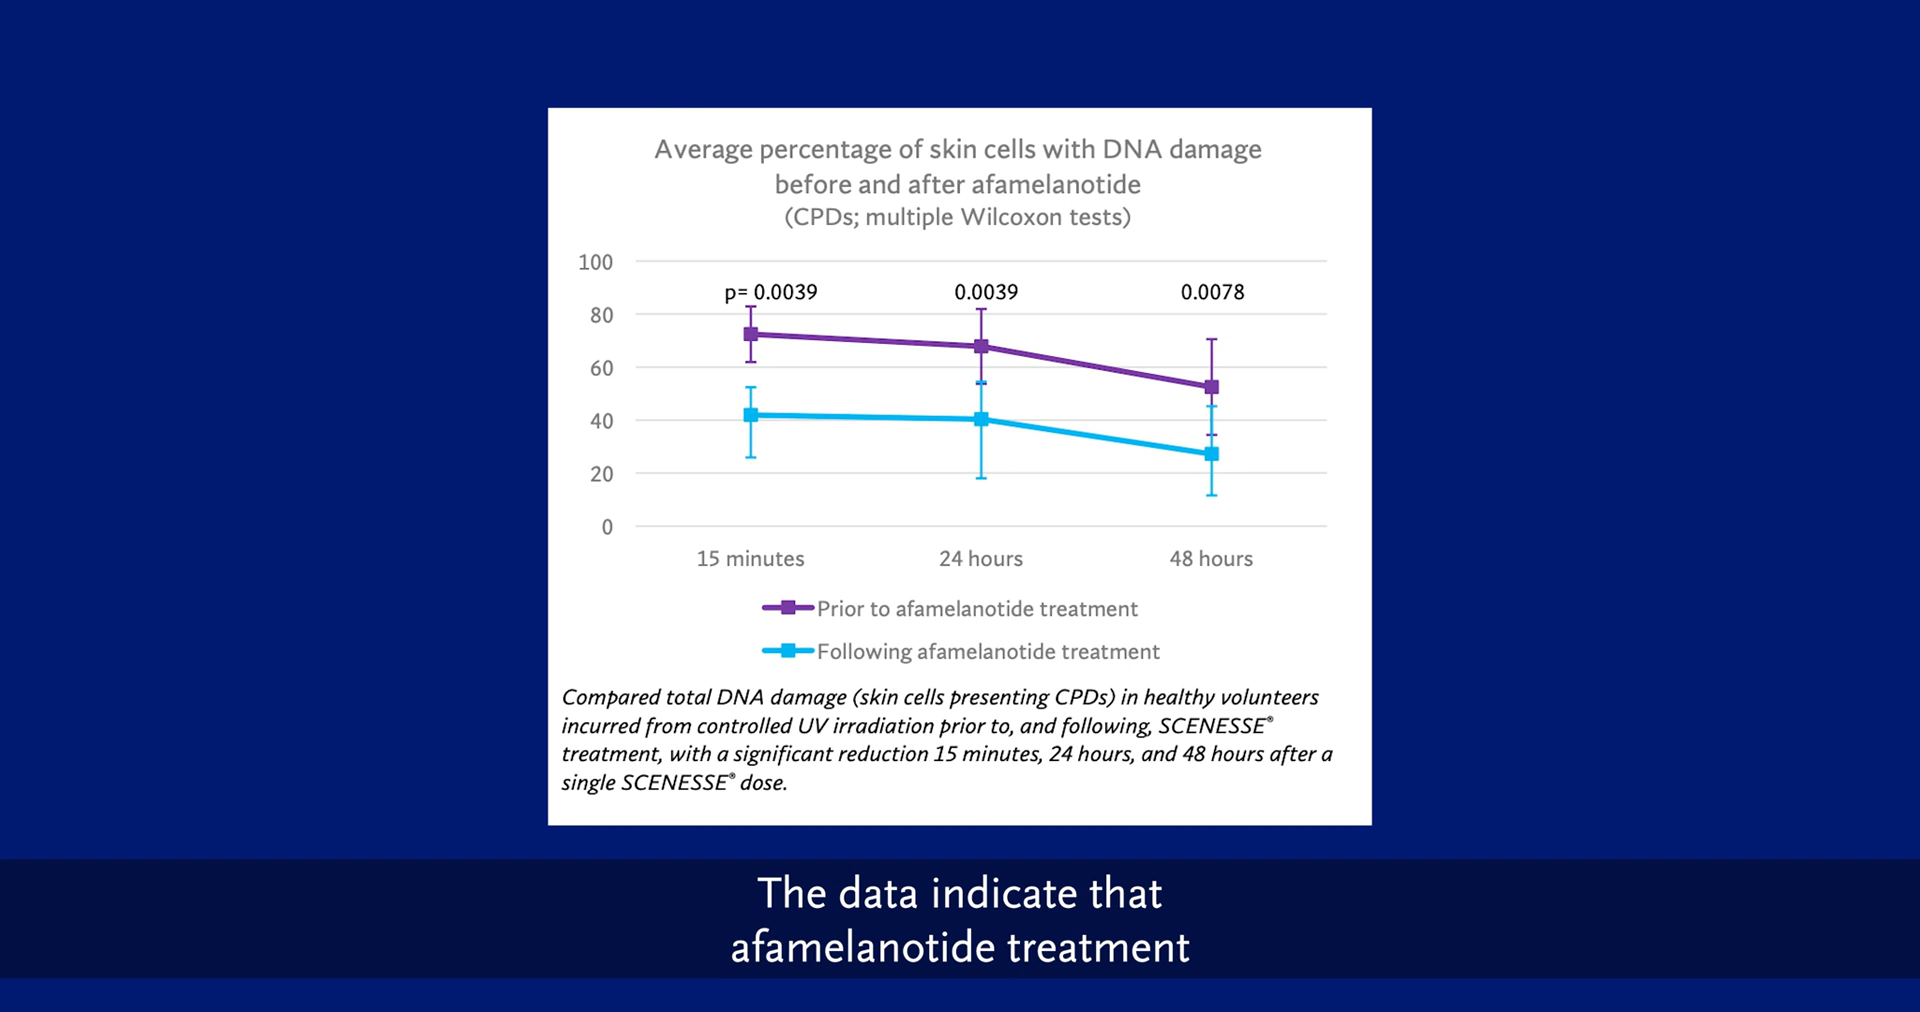 Average percentage of skin cells with DNA damage
before and after afamelanotide
(CPDs; multiple Wilcoxon tests)
100
80
60
40
20
0
p= 0.0039
0.0039
0.0078
15 minutes
24 hours
48 hours
Prior to afamelanotide treatment
Following afamelanotide treatment
Compared total DNA damage (skin cells presenting CPDs) in healthy volunteers
incurred from controlled UV irradiation prior to, and following, SCENESSE®
treatment, with a significant reduction 15 minutes, 24 hours, and 48 hours after a
single SCENESSE® dose.
The data indicate that
afamelanotide treatment